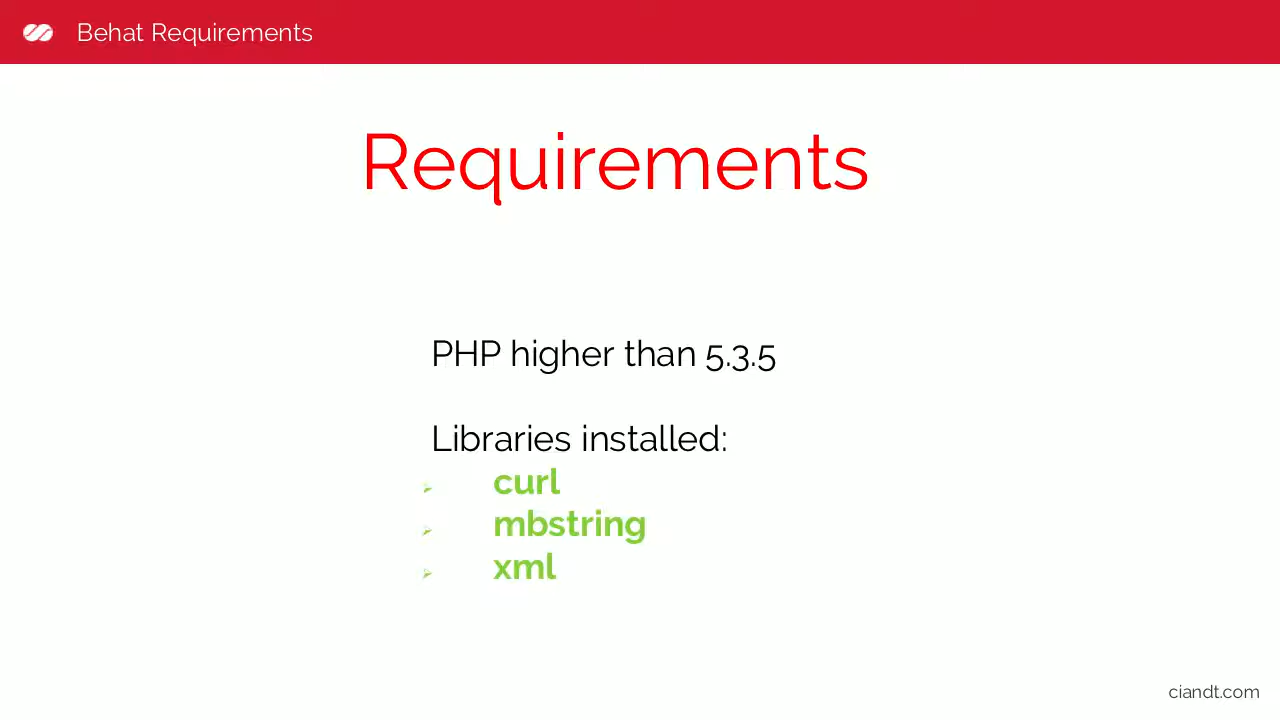 Behat Requirements
Requirements
PHP higher than 5.3.5
Libraries installed:
curl
mbstring
xml
ciandt.com